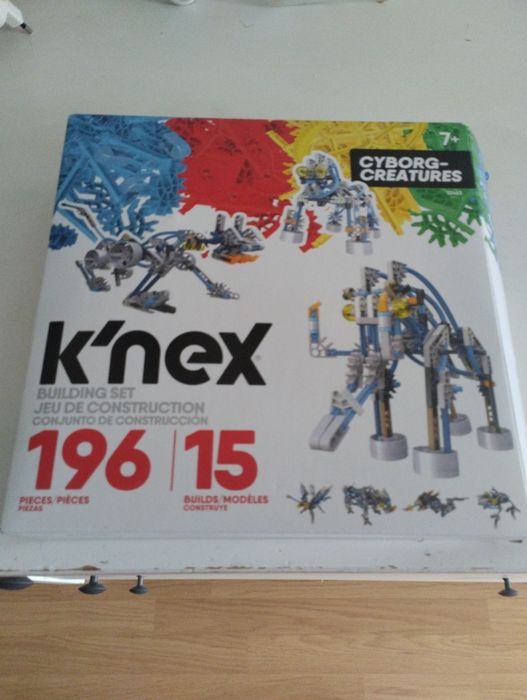 7+
CYBORG-
CREATURES
k'nex
BUILDING SET
JEU DE CONSTRUCTION
CONJUNTO DE CONSTRUCCIÓN
196
PIECES/PIÈCES
PIEZAS
15
BUILDS/MODÈLES
CONSTRUYE